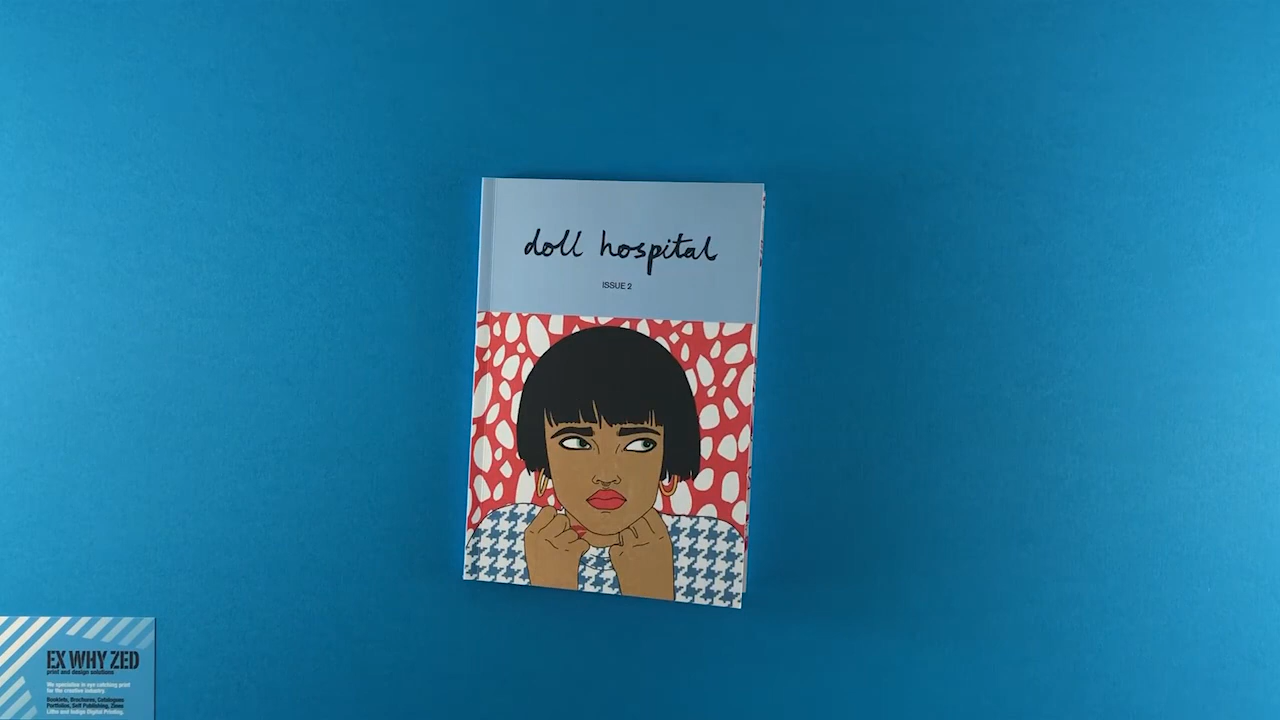 doll hospital
ISSUE 2
EX WHY ZED
print and design solutions
We specialise in eye catching print
for the creative industry.
Booklets, Brochures, Catalogues
Portfolios, Self Publishing, Zines
Litho and Indigo Digital Printing.